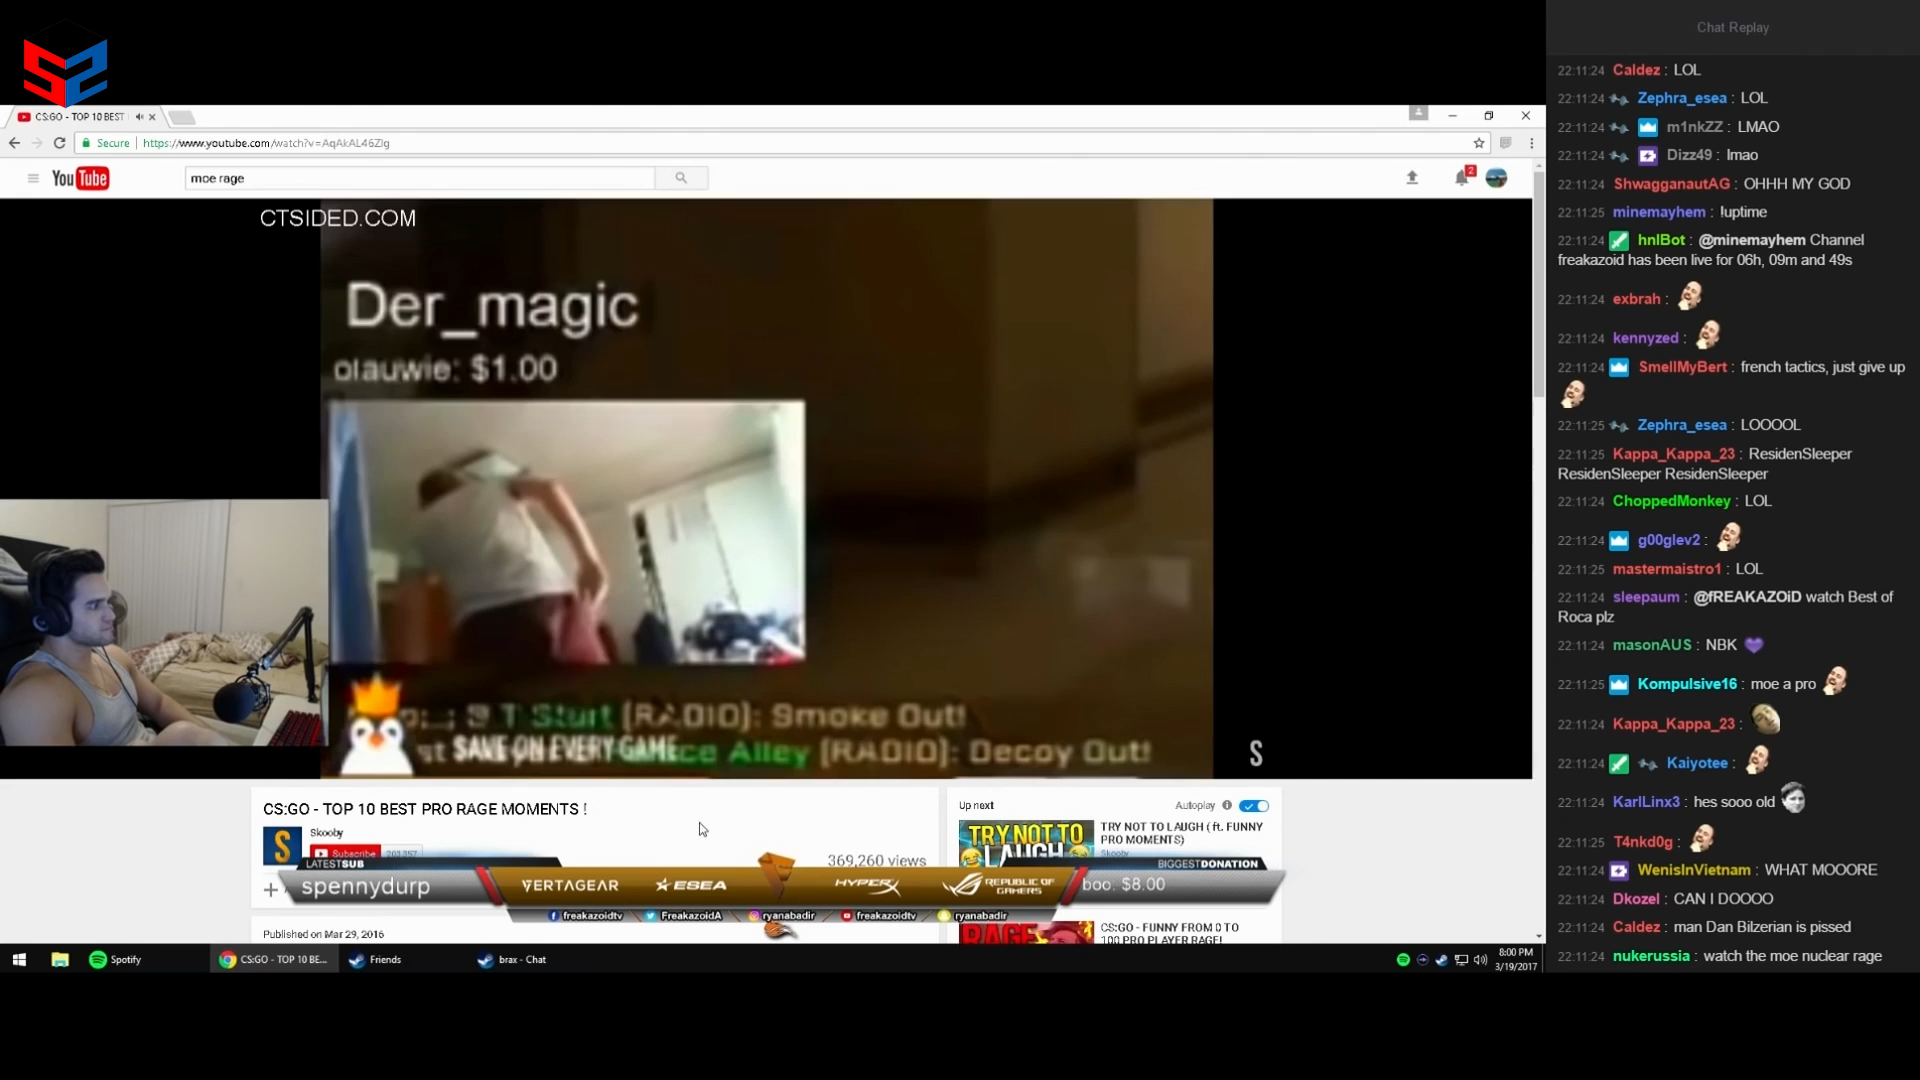 Chat Replay
CS:GO - TOP 10 BEST
Secure
https://www.youtube.com/watch?v=AqAkAL46ZIg
YouTube
moe rage
2
CTSIDED.COM
Der_magic
olauwie: $1.00
Sturt (RADIO): Smoke Out!
SAVE ON EVERY GAME
Alley (RADIO): Decoy Out!
S
CS:GO - TOP 10 BEST PRO RAGE MOMENTS !
Skooby
Subscribe
369,260 views
Published on Mar 29, 2016
Up next
Autoplay
TRY NOT TO LAUGH
TRY NOT TO LAUGH ( ft. FUNNY
PRO MOMENTS)
Skooby
RAGE
CS:GO - FUNNY FROM 0 TO
100 PRO PLAYER RAGE!
LATESTSUB
spennydurp
VERTAGEAR
ESEA
HYPERX
REPUBLIC OF
GAMERS
BIGGESTDONATION
boo. $8.00
freakazoidtv
FreakazoidA
ryanabadir
freakazoidtv
ryanabadir
Spotify
CS:GO - TOP 10 BE...
Friends
brax - Chat
8:00 PM
3/19/2017
22:11:24 Caldez : LOL
22:11:24 Zephra_esea : LOL
22:11:24 m1nkZZ : LMAO
22:11:24 Dizz49 : lmao
22:11:24 ShwagganautAG : OHHH MY GOD
22:11:25 minemayhem : !uptime
22:11:24 hnlBot : @minemayhem Channel
freakazoid has been live for 06h, 09m and 49s
22:11:24 exbrah :
22:11:24 kennyzed :
22:11:24 SmellMyBert : french tactics, just give up
22:11:25 Zephra_esea : LOOOOL
22:11:25 Kappa_Kappa_23 : ResidenSleeper
ResidenSleeper ResidenSleeper
22:11:24 ChoppedMonkey : LOL
22:11:24 g00glev2 :
22:11:25 mastermaistro1 : LOL
22:11:24 sleepaum : @fREAKAZOiD watch Best of
Roca plz
22:11:24 masonAUS : NBK
22:11:25 Kompulsive16 : moe a pro
22:11:24 Kappa_Kappa_23 :
22:11:24 Kaiyotee :
22:11:24 KarlLinx3 : hes sooo old
22:11:25 T4nkd0g :
22:11:24 WenisInVietnam : WHAT MOOORE
22:11:24 Dkozel : CAN I DOOOO
22:11:24 Caldez : man Dan Bilzerian is pissed
22:11:24 nukerussia : watch the moe nuclear rage